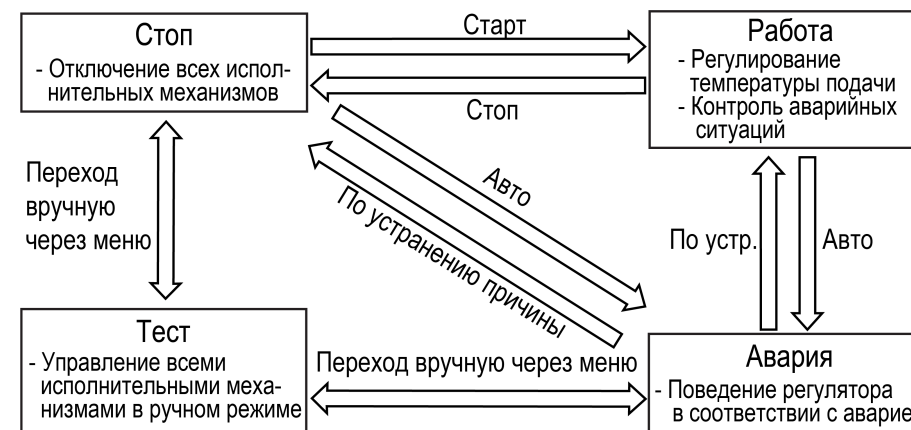 Стоп
- Отключение всех испол-
нительных механизмов
Старт
Стоп
Работа
- Регулирование
температуры подачи
- Контроль аварийных
ситуаций
Переход
вручную
через меню
Авто
По устранению причины
По устр.
Авто
Тест
- Управление всеми
исполнительными меха-
низмами в ручном режиме
Переход вручную через меню
Авария
- Поведение регулятора
в соответствии с аварие